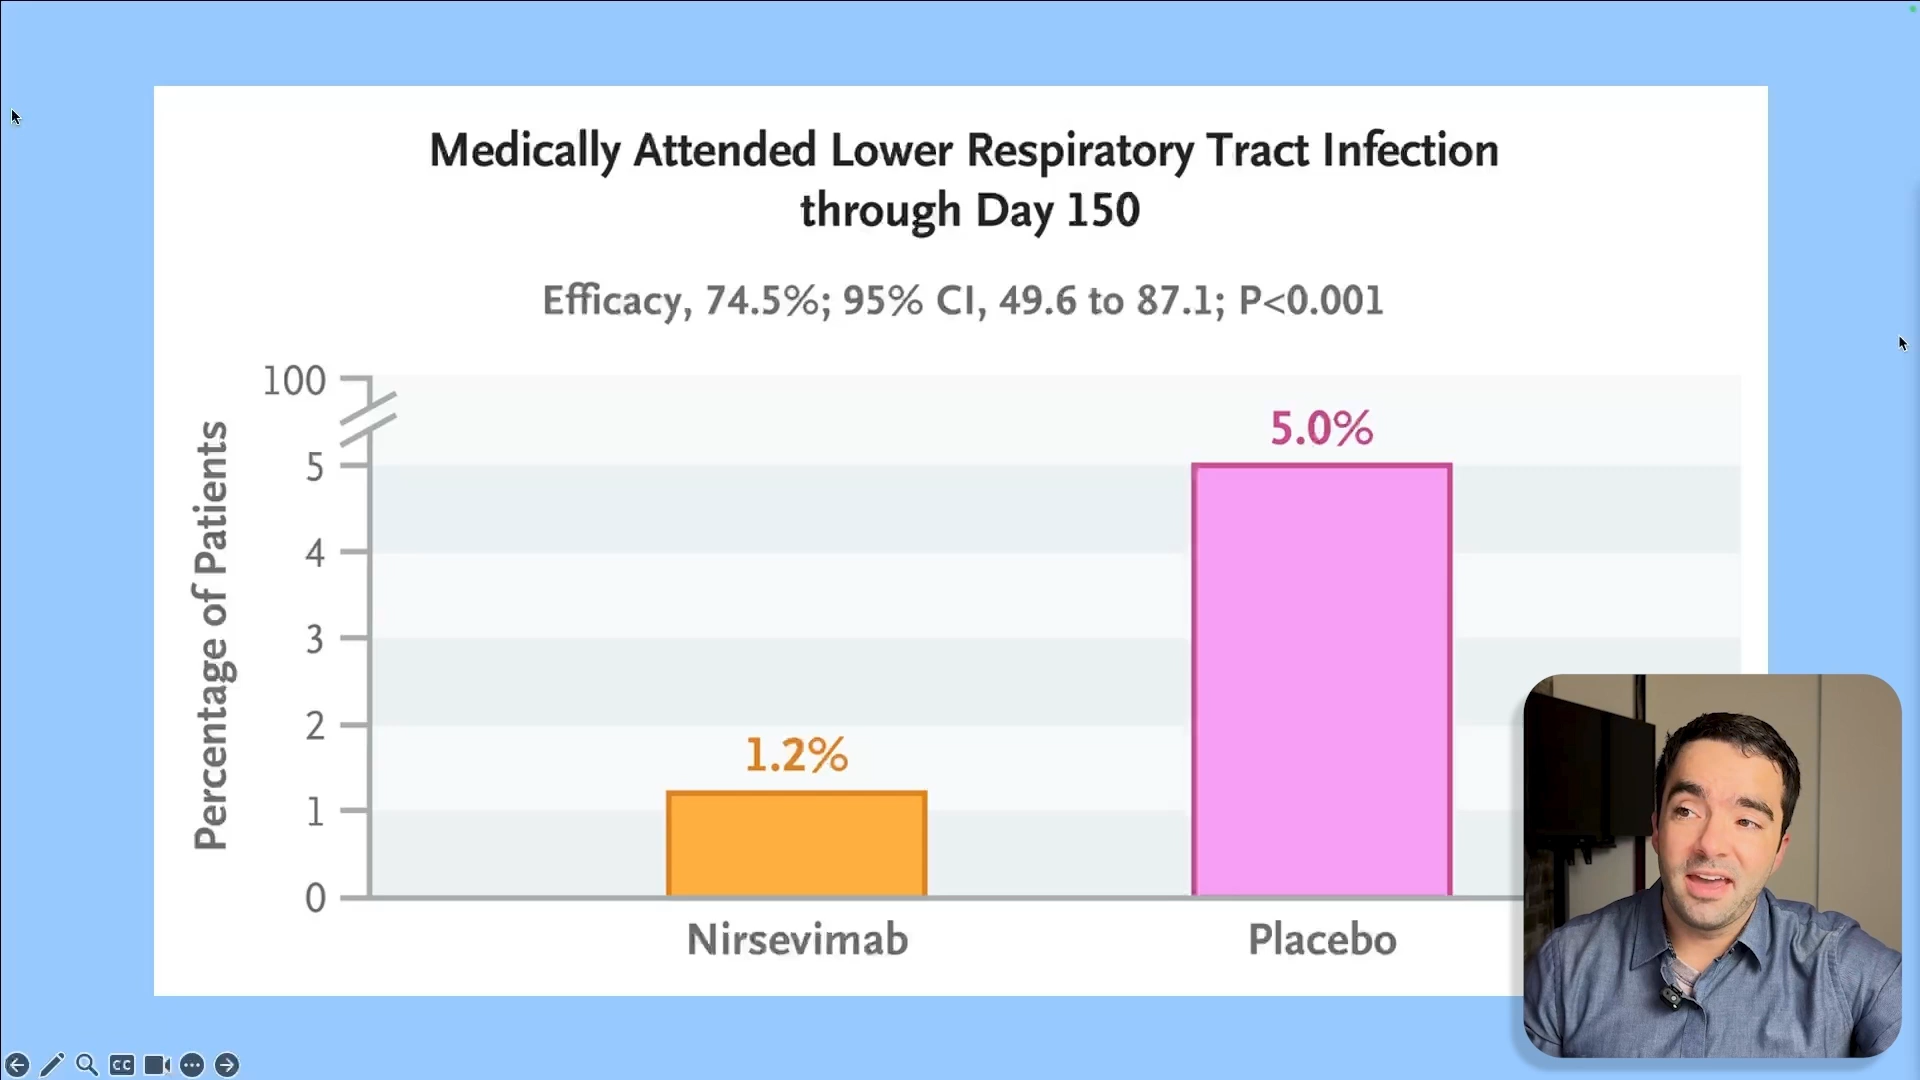 Medically Attended Lower Respiratory Tract Infection
through Day 150
Efficacy, 74.5%; 95% CI, 49.6 to 87.1; P<0.001
Percentage of Patients
100
5
4
3
2
1
0
1.2%
5.0%
Nirsevimab
Placebo
CC